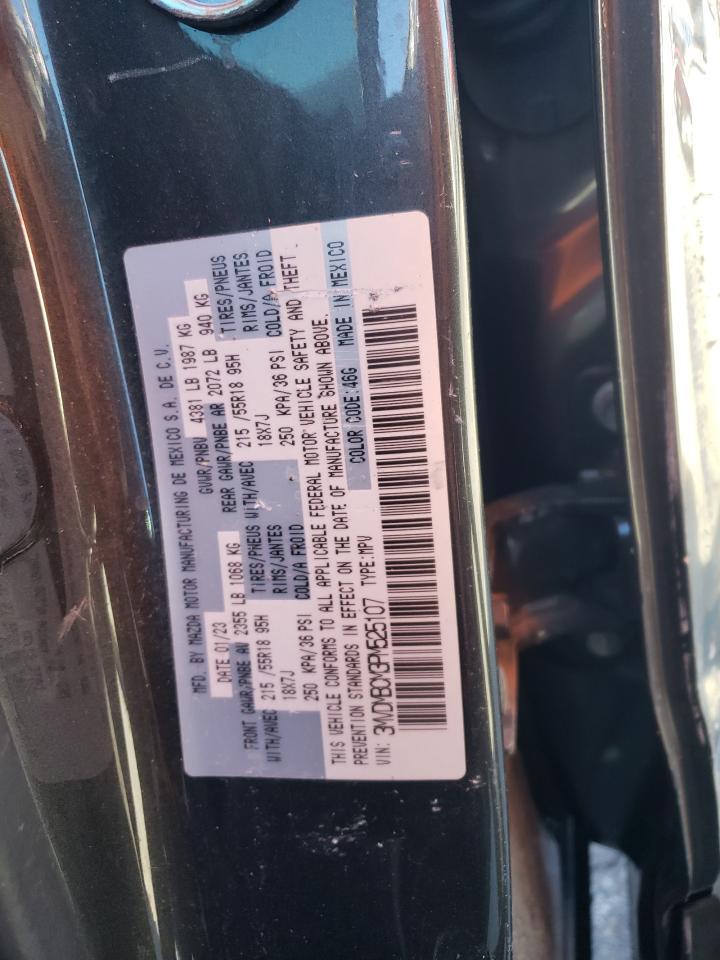 MFD. BY MAZDA MOTOR MANUFACTURING DE MEXICO S.A. DE C.V.
DATE 01/23 GVWR/PNBV 4381 LB 1987 KG
FRONT GAWR/PNBE AV 2355 LB 1068 KG REAR GAWR/PNBE AR 2072 LB 940 KG
TIRES/PNEUS WITH/AVEC 215 /55R18 95H TIRES/PNEUS
WITH/AVEC 215 /55R18 95H RIMS/JANTES 18X7J RIMS/JANTES
18X7J COLD/A FROID 250 KPA/36 PSI COLD/A FROID
250 KPA/36 PSI
THIS VEHICLE CONFORMS TO ALL APPLICABLE FEDERAL MOTOR VEHICLE SAFETY AND THEFT
PREVENTION STANDARDS IN EFFECT ON THE DATE OF MANUFACTURE SHOWN ABOVE.
VIN: 3MVDMBCM3PM525107 TYPE:MPV COLOR CODE:46G MADE IN MEXICO